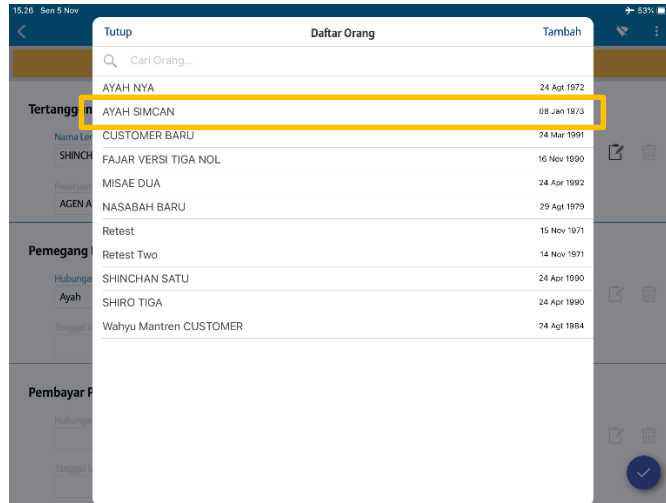 15.26 Sen 5 Nov 53%
Tutup Daftar Orang Tambah
Cari Orang...
AYAH NYA 24 Agt 1972
AYAH SIMCAN 08 Jan 1973
CUSTOMER BARU 24 Mar 1991
FAJAR VERSI TIGA NOL 16 Nov 1990
MISAE DUA 24 Apr 1992
NASABAH BARU 29 Agt 1979
Retest 15 Nov 1971
Retest Two 14 Nov 1971
SHINCHAN SATU 24 Apr 1990
SHIRO TIGA 24 Apr 1990
Wahyu Mantren CUSTOMER 24 Agt 1984
Tertanggun
Nama Len
SHINCH
Pekerjaan
AGEN A
Pemegang
Hubunga
Ayah
Tanggal l
Pembayar P
Hubunga
Tanggal l